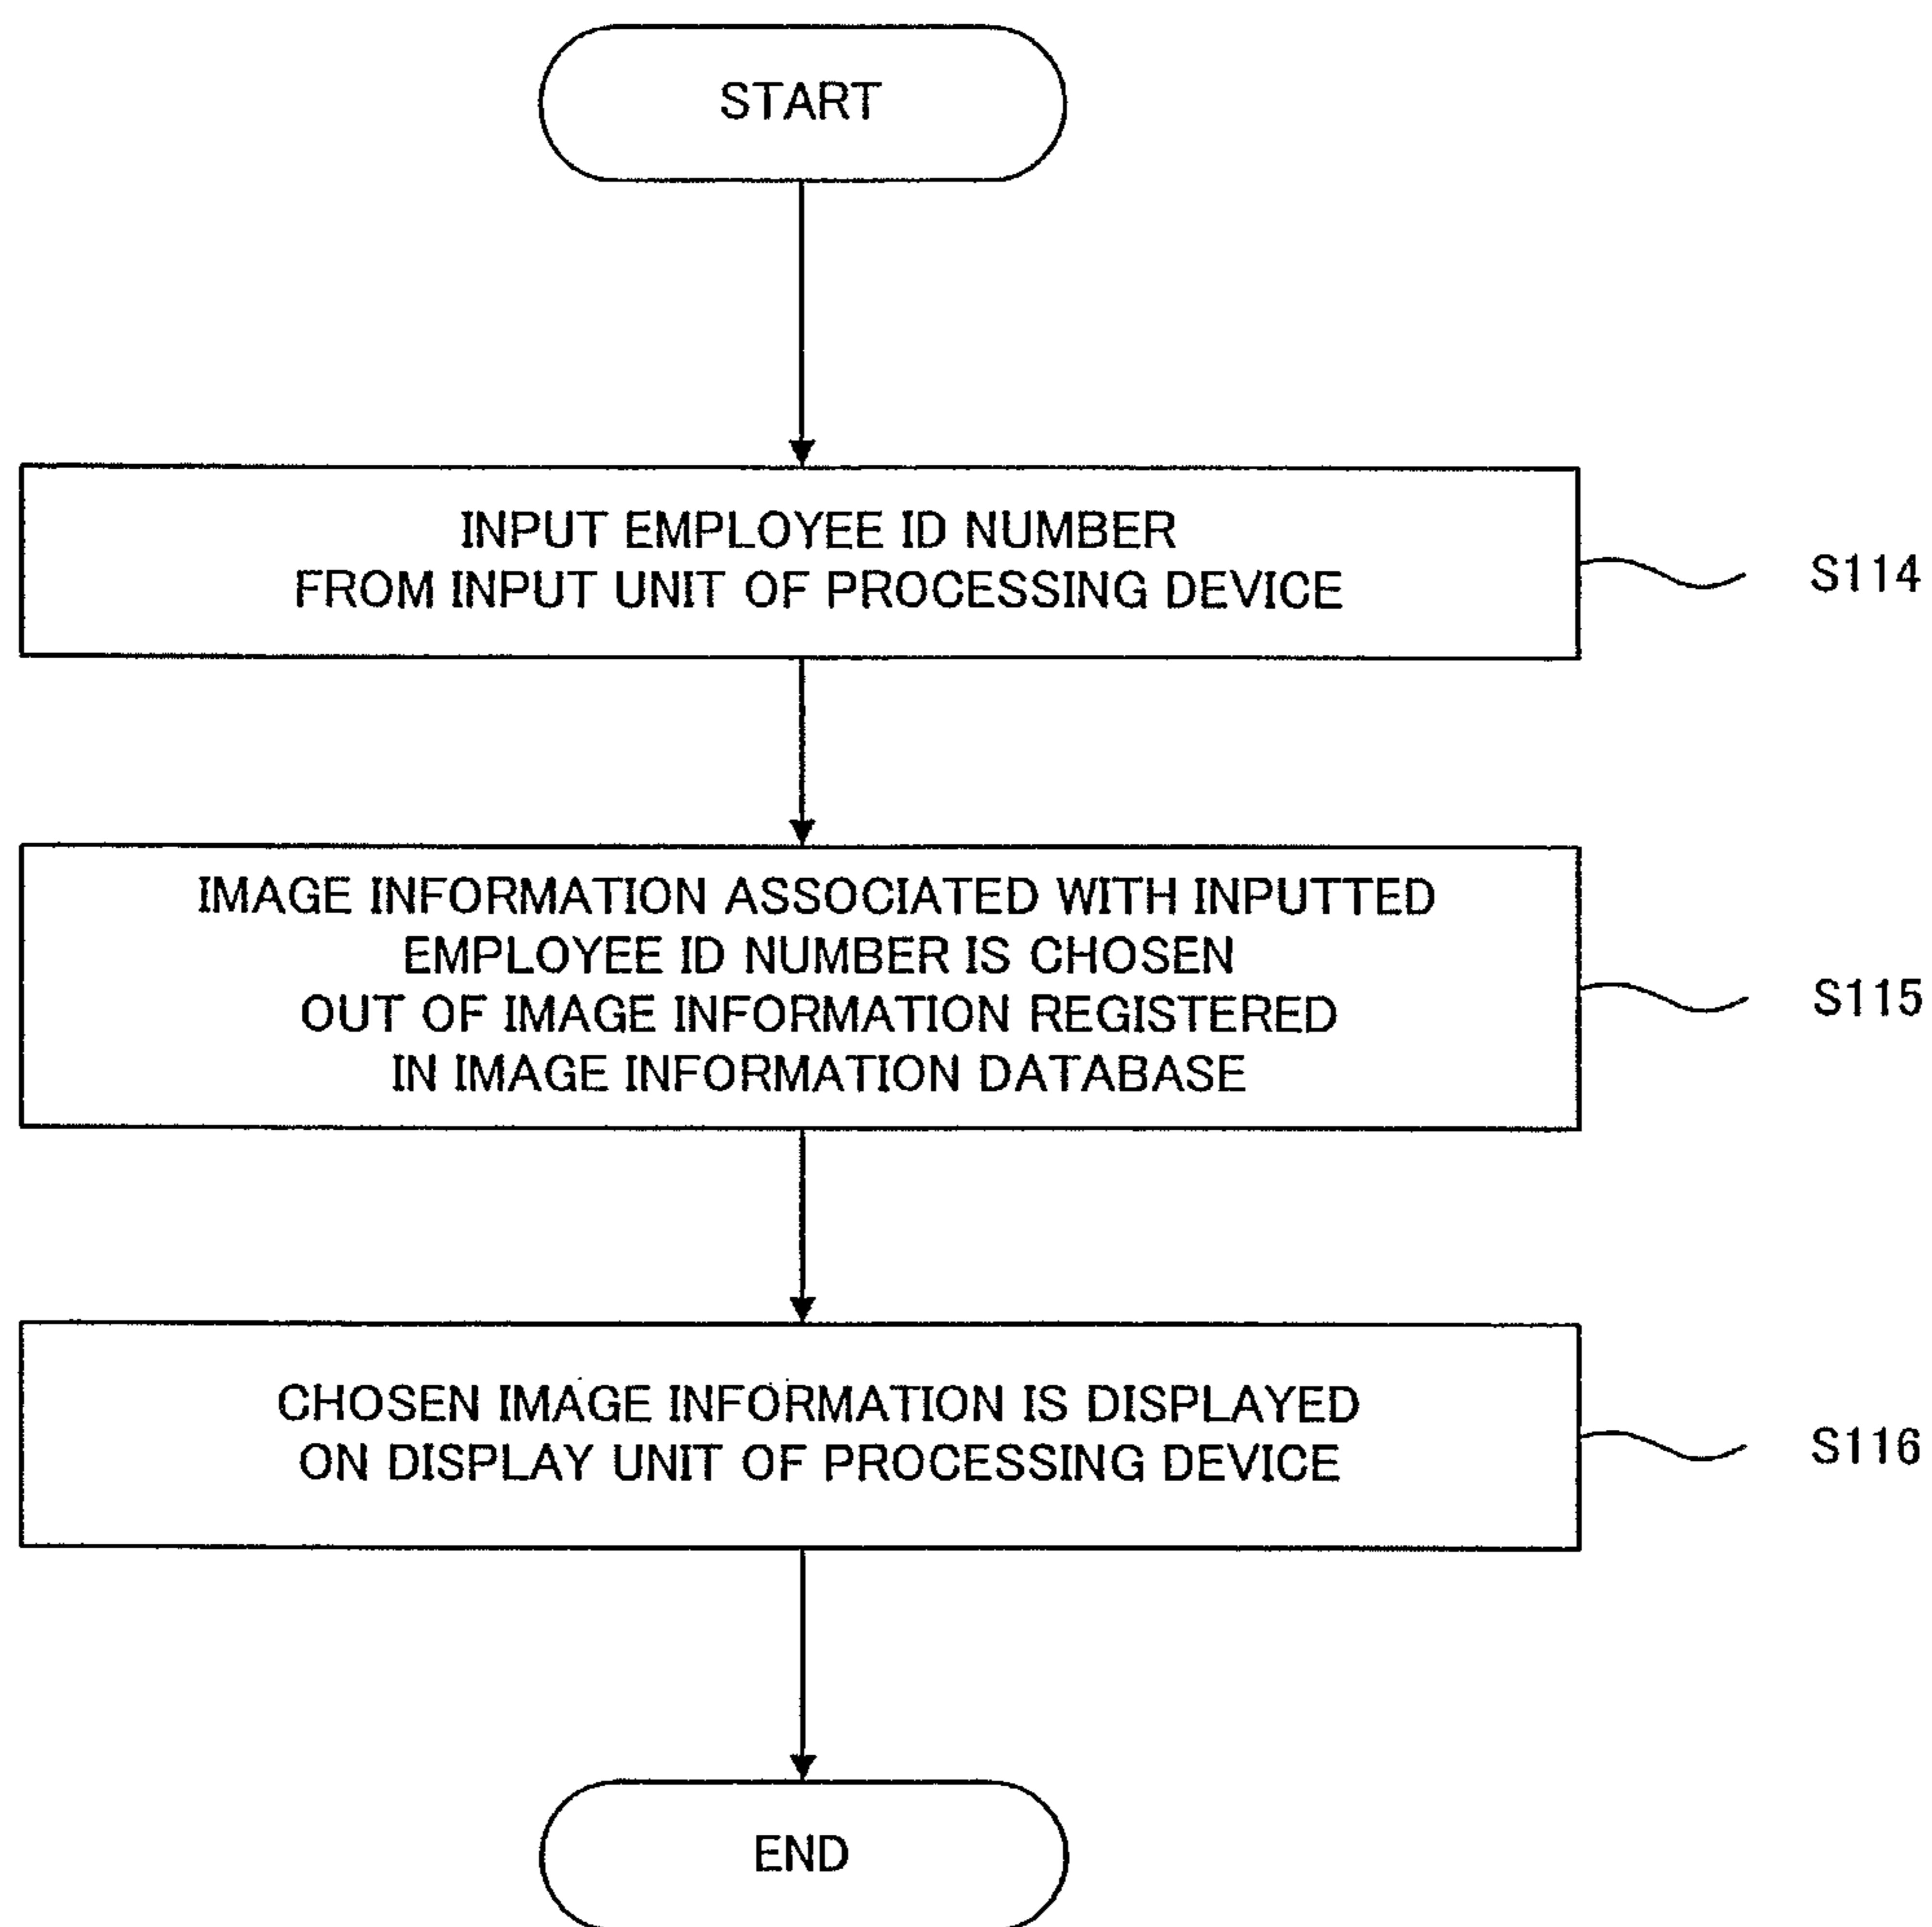 START
INPUT EMPLOYEE ID NUMBER
FROM INPUT UNIT OF PROCESSING DEVICE
S114
IMAGE INFORMATION ASSOCIATED WITH INPUTTED
EMPLOYEE ID NUMBER IS CHOSEN
OUT OF IMAGE INFORMATION REGISTERED
IN IMAGE INFORMATION DATABASE
S115
CHOSEN IMAGE INFORMATION IS DISPLAYED
ON DISPLAY UNIT OF PROCESSING DEVICE
S116
END